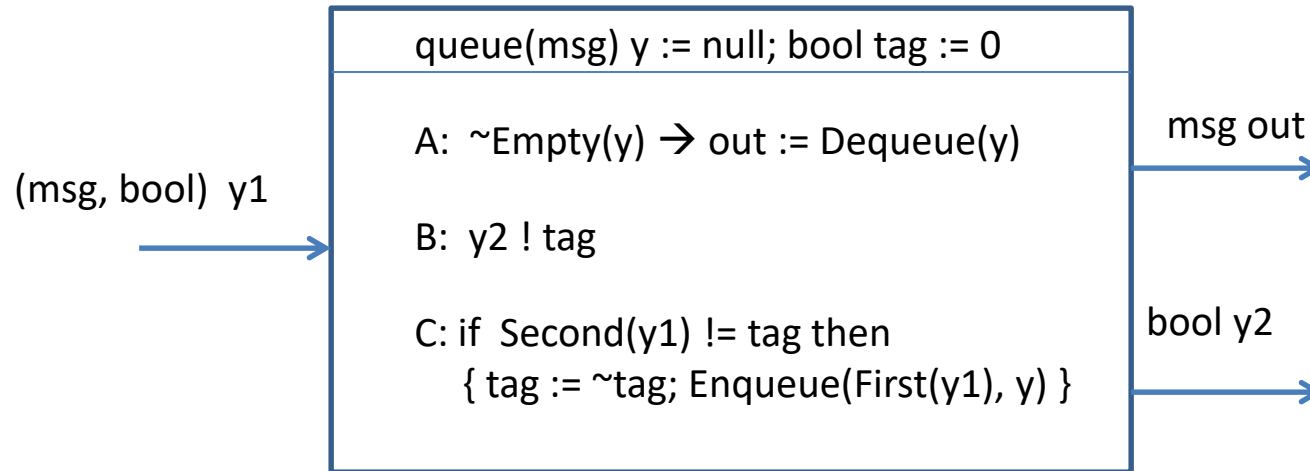 queue(msg) y := null; bool tag := 0
A: ~Empty(y) → out := Dequeue(y)
msg out
(msg, bool) y1
B: y2 ! tag
C: if Second(y1) != tag then
bool y2
{ tag := ~tag; Enqueue(First(y1), y) }